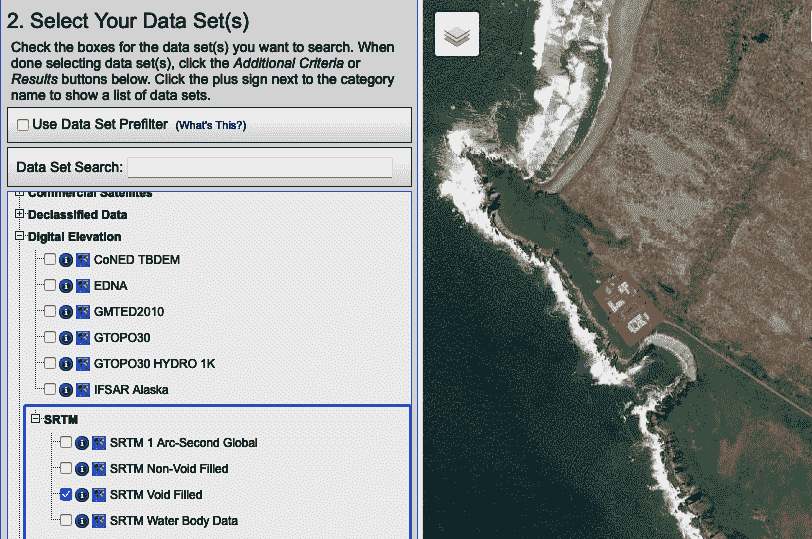 2. Select Your Data Set(s)
Check the boxes for the data set(s) you want to search. When
done selecting data set(s), click the Additional Criteria or
Results buttons below. Click the plus sign next to the category
name to show a list of data sets.
Use Data Set Prefilter (What's This?)
Data Set Search:
Commercial Satellites
Declassified Data
Digital Elevation
CoNED TBDEM
EDNA
GMTED2010
GTOPO30
GTOPO30 HYDRO 1K
IFSAR Alaska
SRTM
SRTM 1 Arc-Second Global
SRTM Non-Void Filled
SRTM Void Filled
SRTM Water Body Data